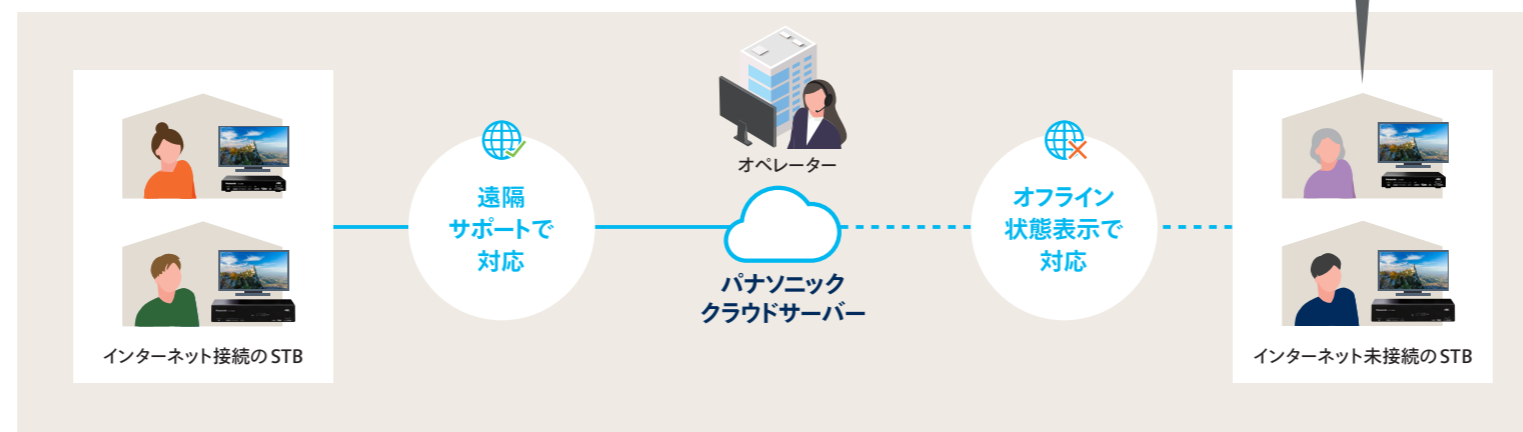 オペレーター
遠隔
サポートで
対応
オフライン
状態表示で
対応
パナソニック
クラウドサーバー
インターネット接続のSTB
インターネット未接続のSTB